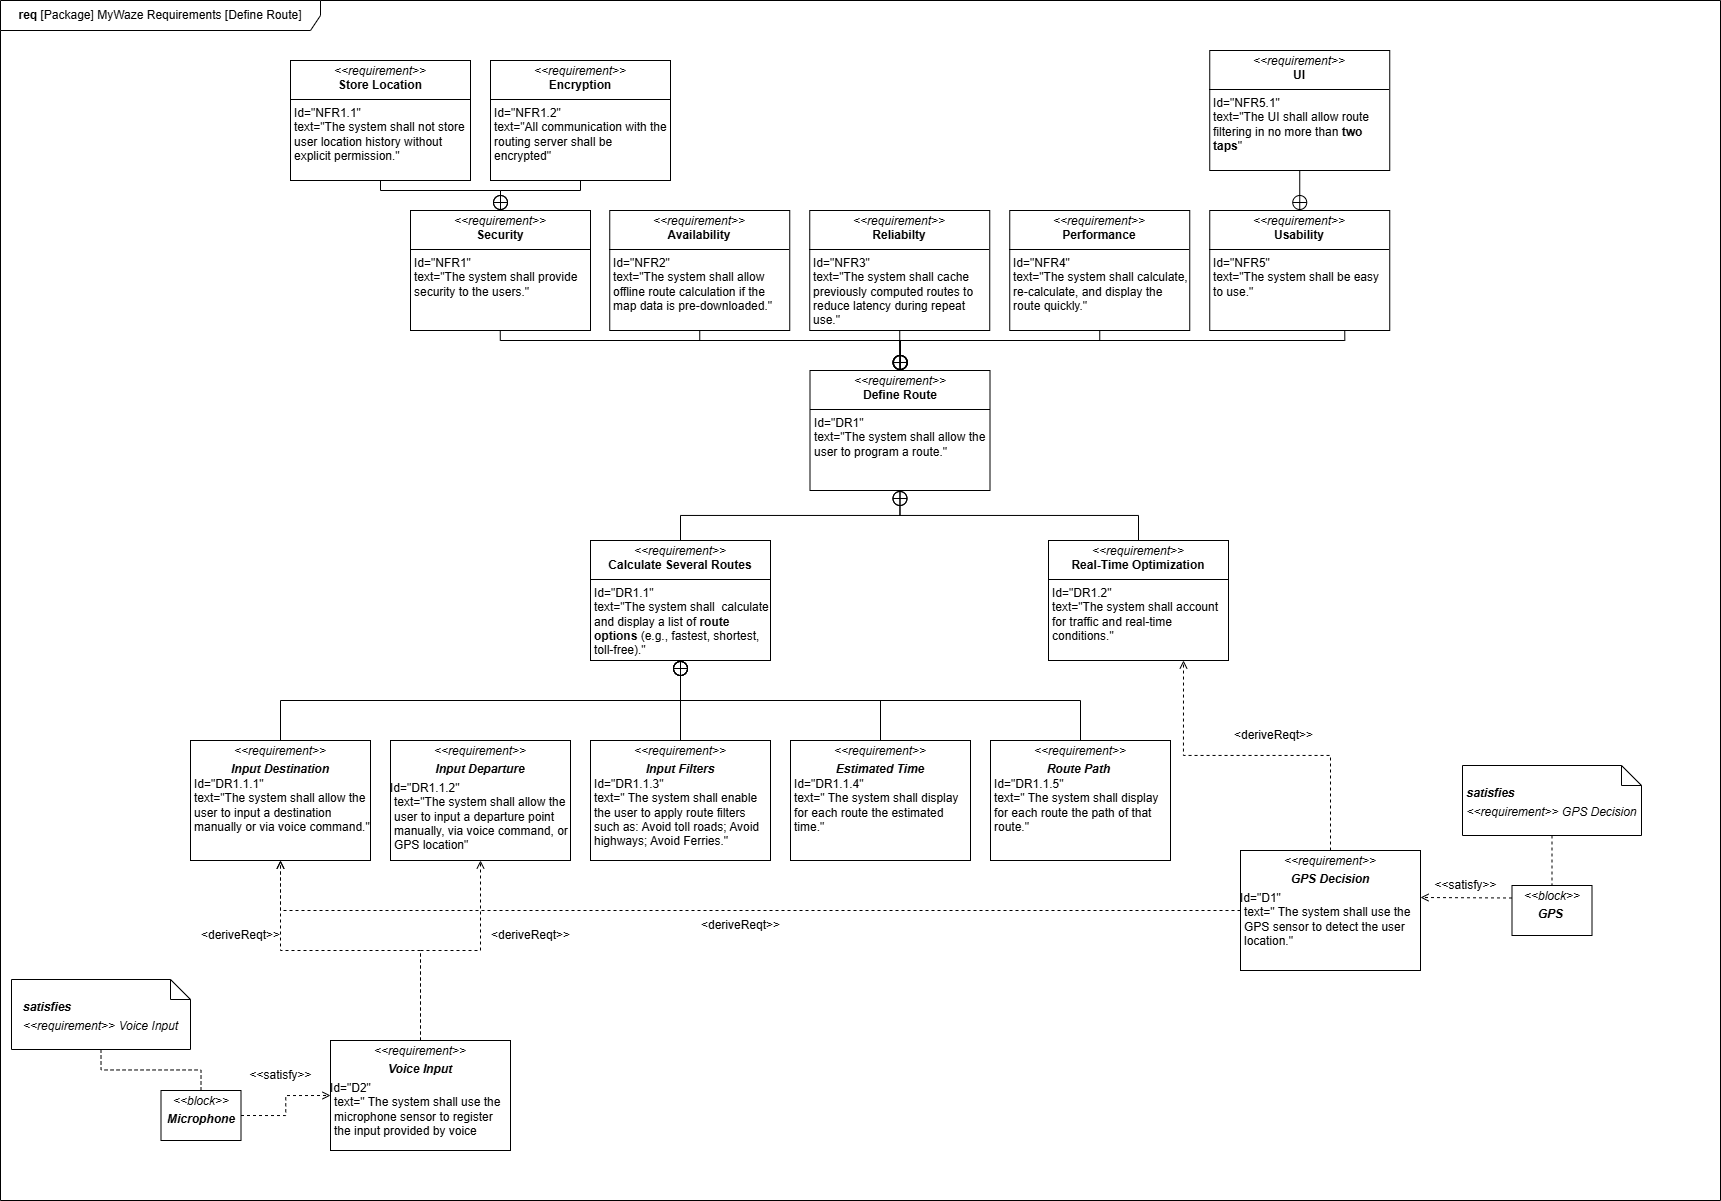 req [Package] MyWaze Requirements [Define Route]
<<requirement>>
Store Location
Id="NFR1.1"
text="The system shall not store
user location history without
explicit permission."
<<requirement>>
Encryption
Id="NFR1.2"
text="All communication with the
routing server shall be
encrypted"
<<requirement>>
UI
Id="NFR5.1"
text="The UI shall allow route
filtering in no more than two
taps"
<<requirement>>
Security
Id="NFR1"
text="The system shall provide
security to the users."
<<requirement>>
Availability
Id="NFR2"
text="The system shall allow
offline route calculation if the
map data is pre-downloaded."
<<requirement>>
Reliabilty
Id="NFR3"
text="The system shall cache
previously computed routes to
reduce latency during repeat
use."
<<requirement>>
Performance
Id="NFR4"
text="The system shall calculate,
re-calculate, and display the
route quickly."
<<requirement>>
Usability
Id="NFR5"
text="The system shall be easy
to use."
<<requirement>>
Define Route
Id="DR1"
text="The system shall allow the
user to program a route."
<<requirement>>
Calculate Several Routes
Id="DR1.1"
text="The system shall  calculate
and display a list of route
options (e.g., fastest, shortest,
toll-free)."
<<requirement>>
Real-Time Optimization
Id="DR1.2"
text="The system shall account
for traffic and real-time
conditions."
<<requirement>>
Input Destination
Id="DR1.1.1"
text="The system shall allow the
user to input a destination
manually or via voice command."
<<requirement>>
Input Departure
Id="DR1.1.2"
text="The system shall allow the
user to input a departure point
manually, via voice command, or
GPS location"
<<requirement>>
Input Filters
Id="DR1.1.3"
text=" The system shall enable
the user to apply route filters
such as: Avoid toll roads; Avoid
highways; Avoid Ferries."
<<requirement>>
Estimated Time
Id="DR1.1.4"
text=" The system shall display
for each route the estimated
time."
<<requirement>>
Route Path
Id="DR1.1.5"
text=" The system shall display
for each route the path of that
route."
<deriveReqt>>
satisfies
<<requirement>> GPS Decision
<<requirement>>
GPS Decision
Id="D1"
text=" The system shall use the
GPS sensor to detect the user
location."
<<satisfy>>
<<block>>
GPS
<deriveReqt>>
<deriveReqt>>
<deriveReqt>>
satisfies
<<requirement>> Voice Input
<<block>>
Microphone
<<satisfy>>
<<requirement>>
Voice Input
Id="D2"
text=" The system shall use the
microphone sensor to register
the input provided by voice